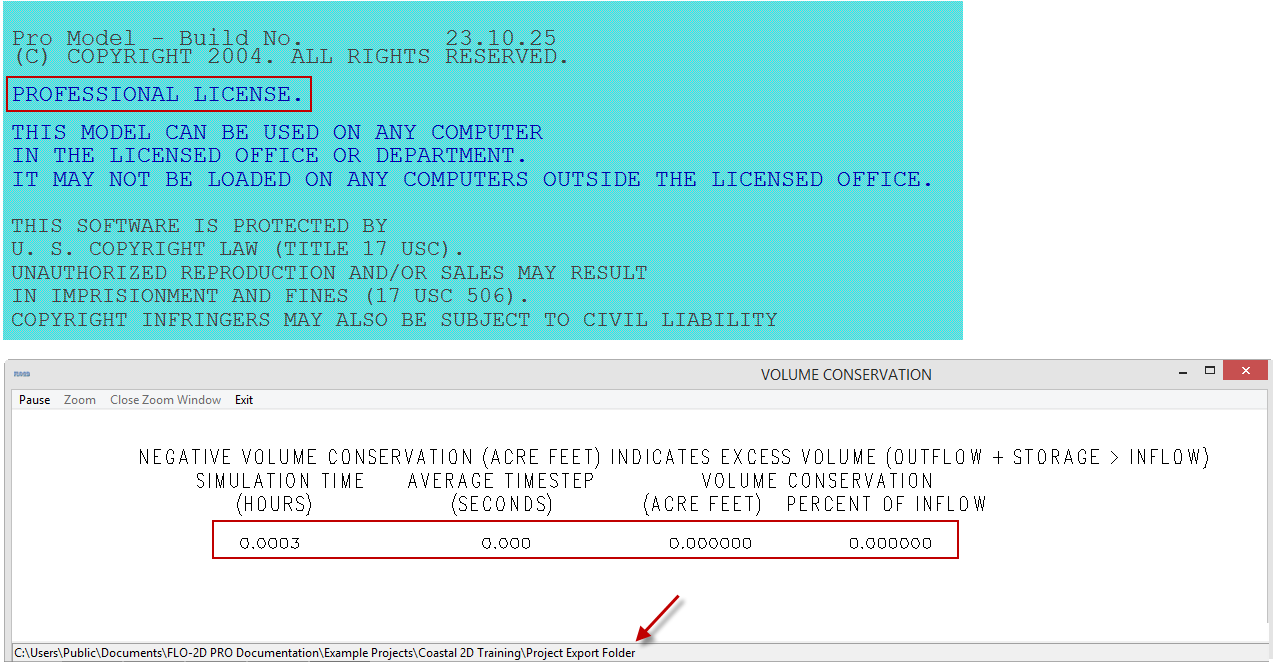 Pro Model - Build No. 23.10.25
(C) COPYRIGHT 2004. ALL RIGHTS RESERVED.
PROFESSIONAL LICENSE.
THIS MODEL CAN BE USED ON ANY COMPUTER
IN THE LICENSED OFFICE OR DEPARTMENT.
IT MAY NOT BE LOADED ON ANY COMPUTERS OUTSIDE THE LICENSED OFFICE.
THIS SOFTWARE IS PROTECTED BY
U. S. COPYRIGHT LAW (TITLE 17 USC).
UNAUTHORIZED REPRODUCTION AND/OR SALES MAY RESULT
IN IMPRISIONMENT AND FINES (17 USC 506).
COPYRIGHT INFRINGERS MAY ALSO BE SUBJECT TO CIVIL LIABILITY
VOLUME CONSERVATION
Pause Zoom Close Zoom Window Exit
NEGATIVE VOLUME CONSERVATION (ACRE FEET) INDICATES EXCESS VOLUME (OUTFLOW + STORAGE > INFLOW)
SIMULATION TIME AVERAGE TIMESTEP VOLUME CONSERVATION
(HOURS) (SECONDS) (ACRE FEET) PERCENT OF INFLOW
0.0003 0.000 0.000000 0.000000
C:\Users\Public\Documents\FLO-2D PRO Documentation\Example Projects\Coastal 2D Training\Project Export Folder